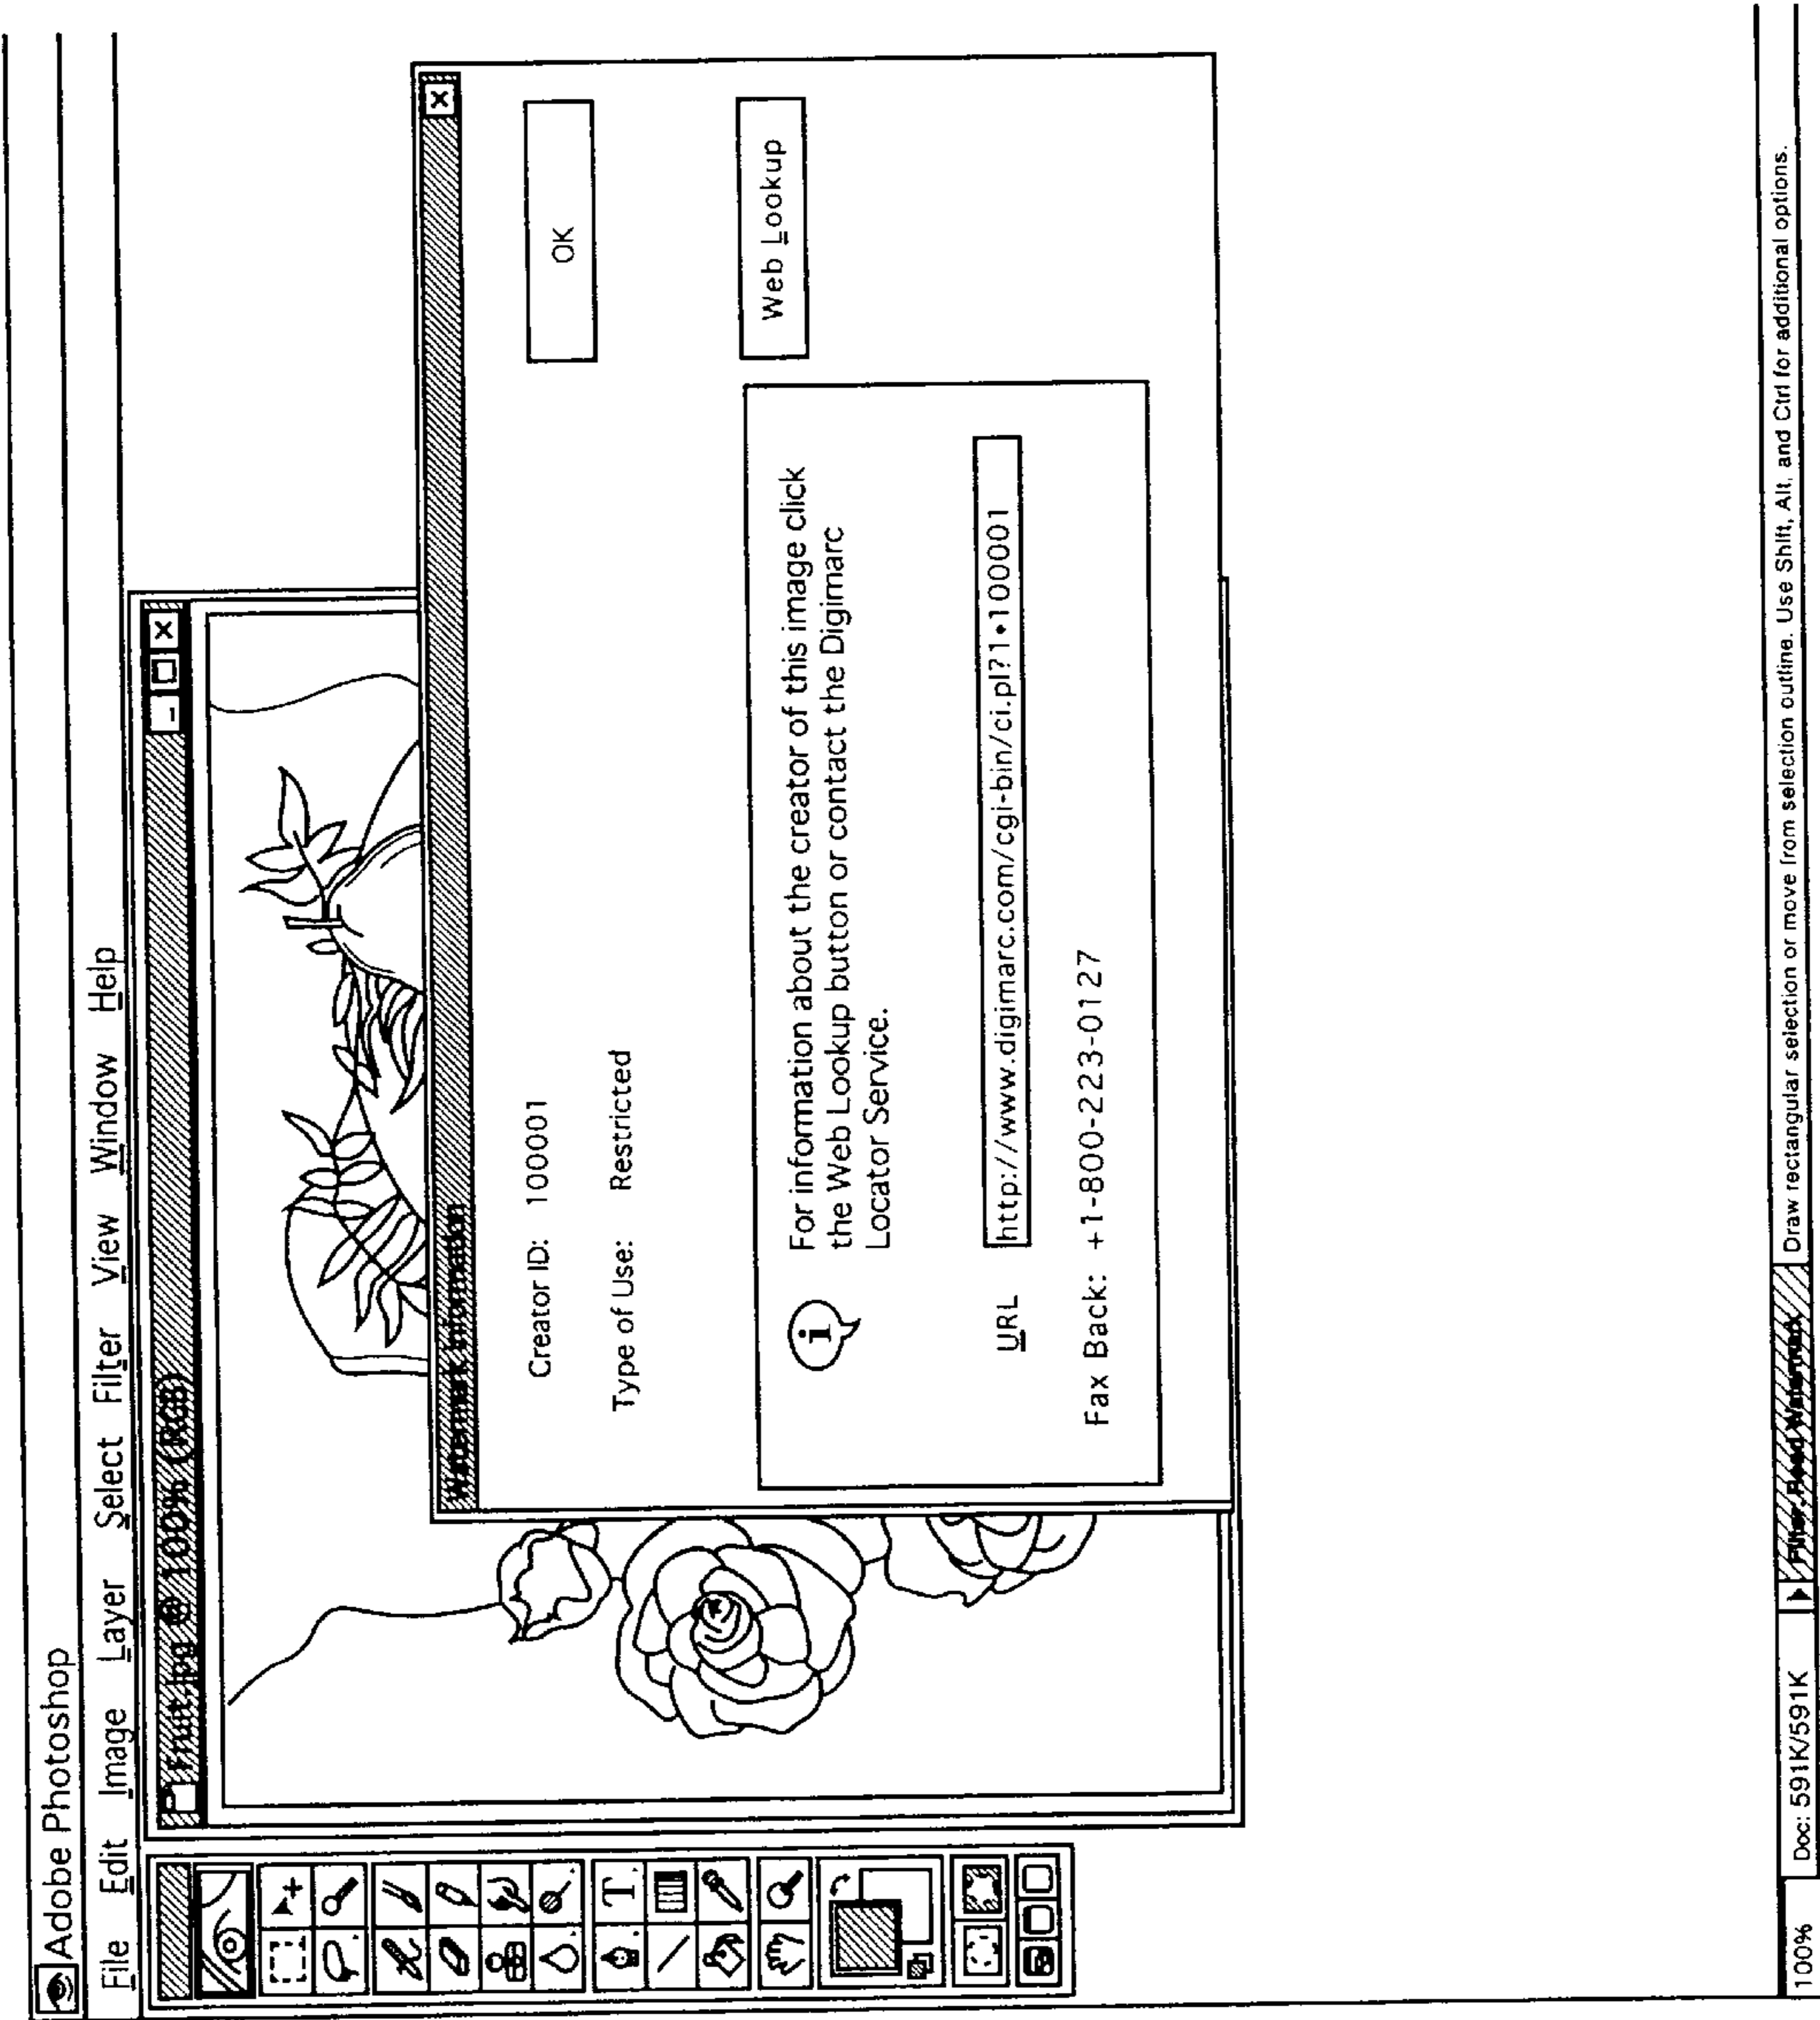 Adobe Photoshop
File Edit Image Layer Select Filter View Window Help
Fruit.jpg @ 100% (RGB)
Watermark Information
Creator ID: 100001
OK
Type of Use: Restricted
Web Lookup
For information about the creator of this image click
the Web Lookup button or contact the Digimarc
Locator Service.
URL http://www.digimarc.com/cgi-bin/ci.pl?1•100001
Fax Back: +1-800-223-0127
T
100% Doc: 591K/591K Filter, Read Watermark Draw rectangular selection or move from selection outline. Use Shift, Alt, and Ctrl for additional options.